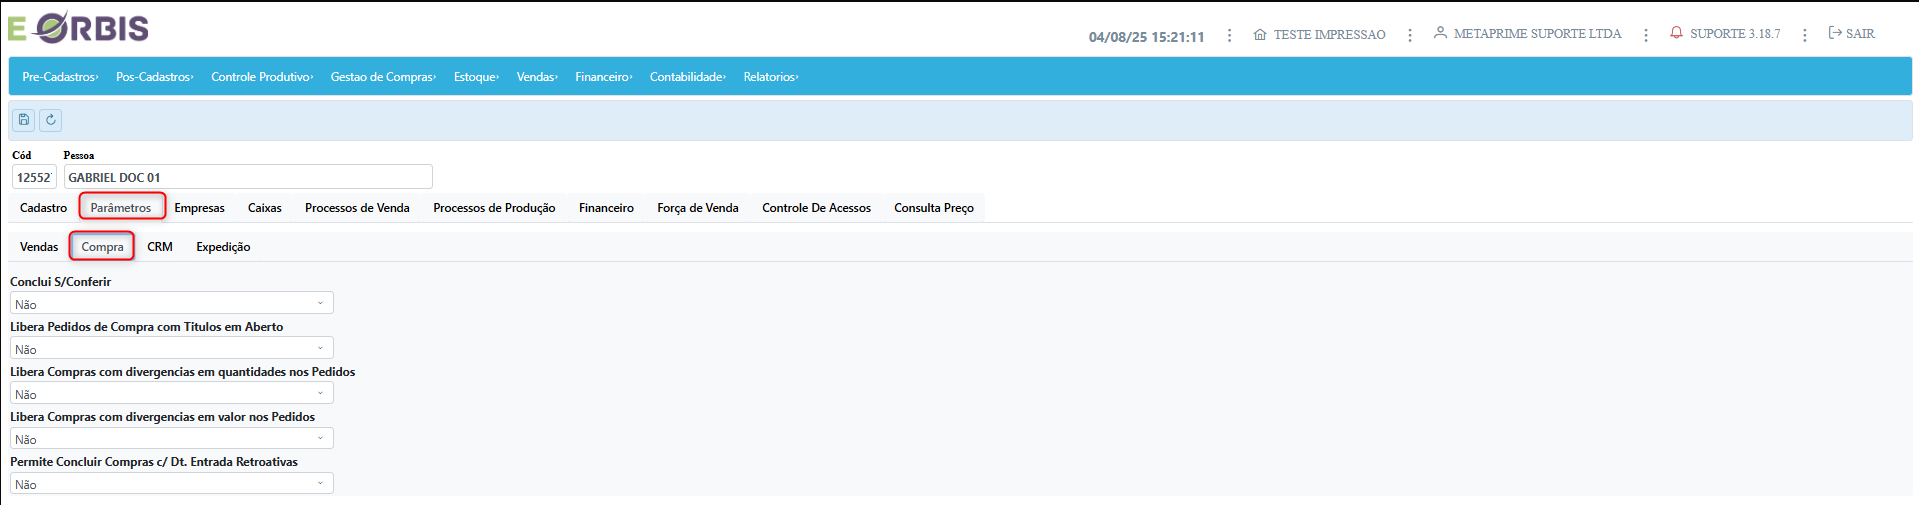 E ORBIS
04/08/25 15:21:11 TESTE IMPRESSAO METAPRIME SUPORTE LTDA SUPORTE 3.18.7 SAIR
Pre-Cadastros Pos-Cadastros Controle Produtivo Gestao de Compras Estoque Vendas Financeiro Contabilidade Relatorios
Cód Pessoa
12552 GABRIEL DOC 01
Cadastro Parâmetros Empresas Caixas Processos de Venda Processos de Produção Financeiro Força de Venda Controle De Acessos Consulta Preço
Vendas Compra CRM Expedição
Conclui S/Conferir
Não
Libera Pedidos de Compra com Titulos em Aberto
Não
Libera Compras com divergencias em quantidades nos Pedidos
Não
Libera Compras com divergencias em valor nos Pedidos
Não
Permite Concluir Compras c/ Dt. Entrada Retroativas
Não